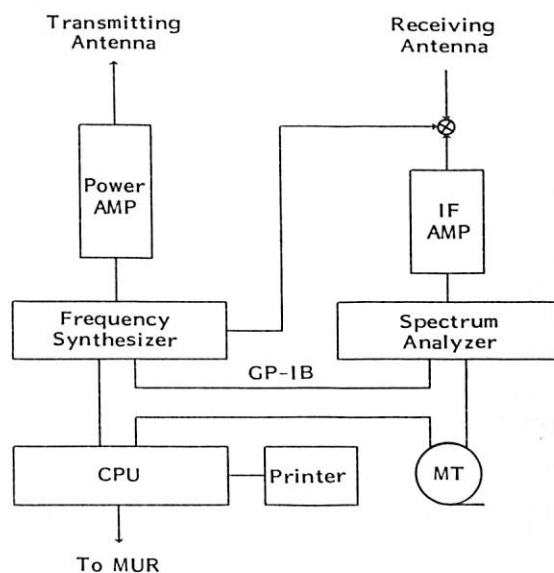 Transmitting
Antenna
Receiving
Antenna
Power
AMP
IF
AMP
Frequency
Synthesizer
Spectrum
Analyzer
GP-IB
CPU
Printer
MT
To MUR